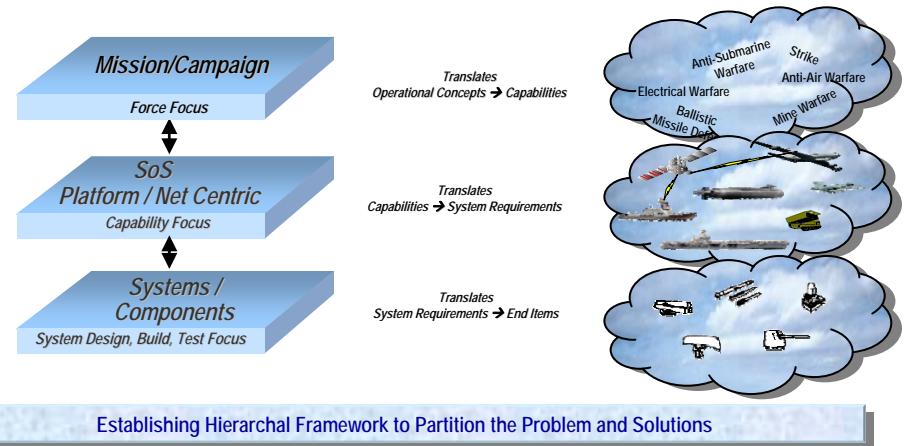 Mission/Campaign
Force Focus
Translates
Operational Concepts → Capabilities
Anti-Submarine
Warfare
Strike
Anti-Air Warfare
Electrical Warfare
Ballistic
Missile Def
Mine Warfare
SoS
Platform / Net Centric
Capability Focus
Translates
Capabilities → System Requirements
Systems /
Components
System Design, Build, Test Focus
Translates
System Requirements → End Items
Establishing Hierarchal Framework to Partition the Problem and Solutions